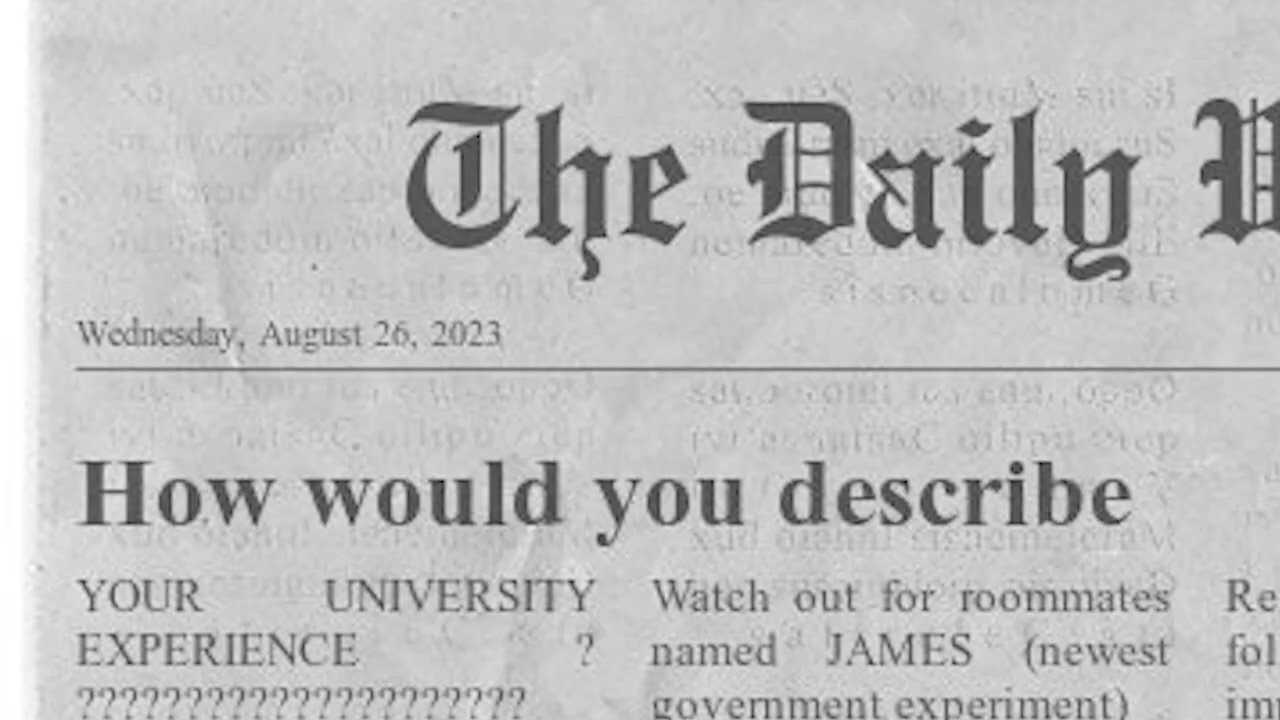 The Daily
Wednesday, August 26, 2023
How would you describe
YOUR UNIVERSITY
EXPERIENCE ?
?????????????????????
Watch out for roommates
named JAMES (newest
government experiment)